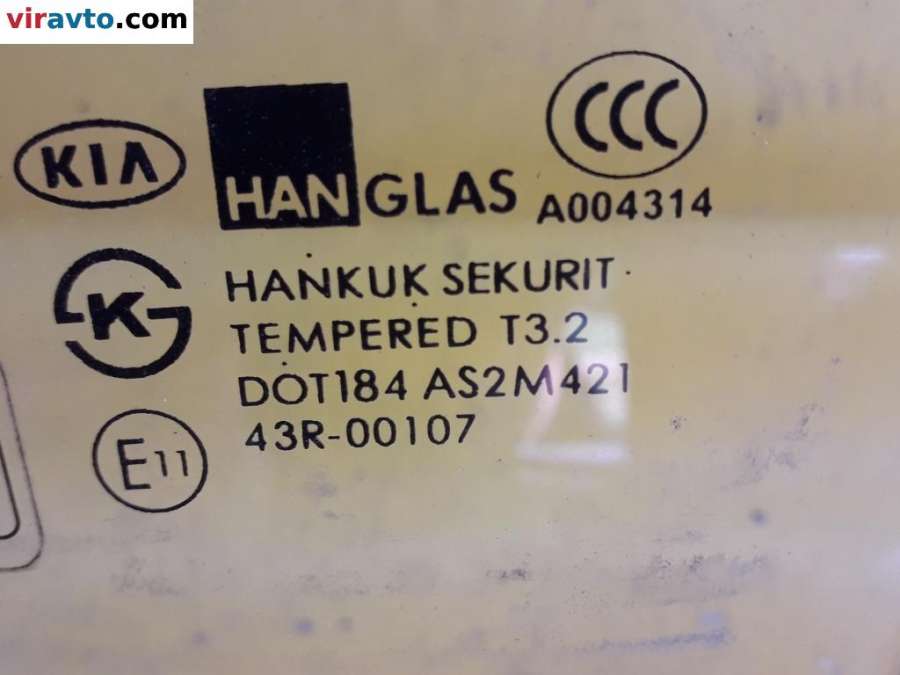 viravto.com
KIA
HANGLAS
CCC
A004314
K
HANKUK SEKURIT
TEMPERED T3.2
DOT184 AS2M421
E11
43R-00107